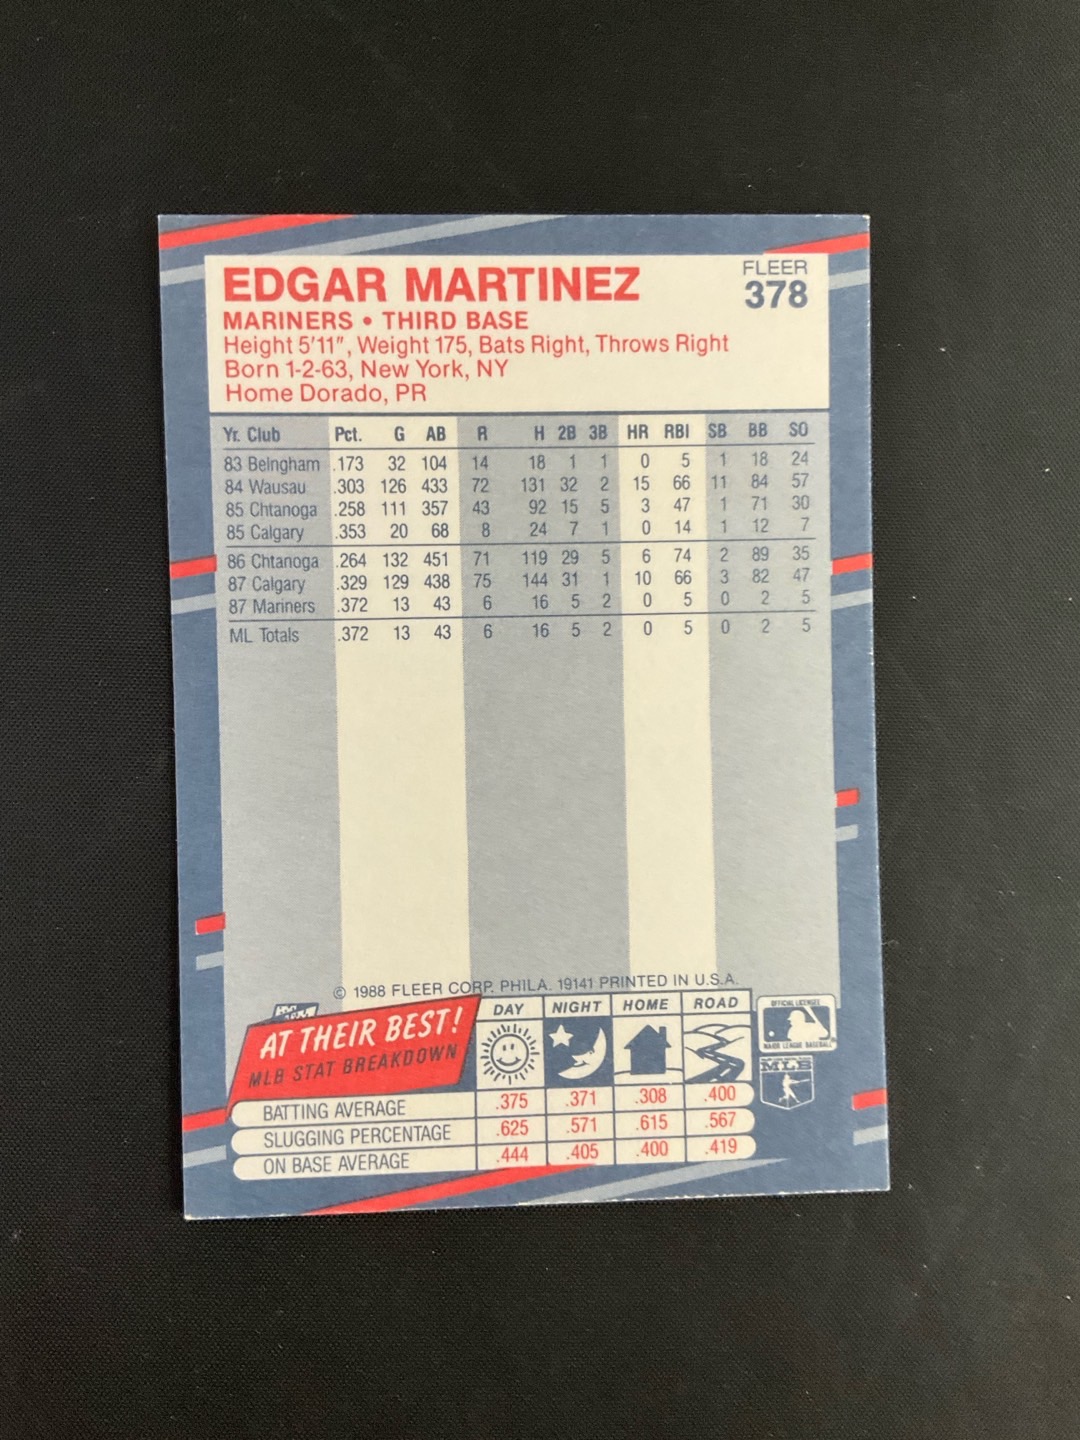 EDGAR MARTINEZ
FLEER
378
MARINERS • THIRD BASE
Height 5'11", Weight 175, Bats Right, Throws Right
Born 1-2-63, New York, NY
Home Dorado, PR
Yr. Club Pct. G AB R H 2B 3B HR RBI SB BB SO
83 Belngham .173 32 104 14 18 1 1 0 5 1 18 24
84 Wausau .303 126 433 72 131 32 2 15 66 11 84 57
85 Chtanoga .258 111 357 43 92 15 5 3 47 1 71 30
85 Calgary .353 20 68 8 24 7 1 0 14 1 12 7
86 Chtanoga .264 132 451 71 119 29 5 6 74 2 89 35
87 Calgary .329 129 438 75 144 31 1 10 66 3 82 47
87 Mariners .372 13 43 6 16 5 2 0 5 0 2 5
ML Totals .372 13 43 6 16 5 2 0 5 0 2 5
© 1988 FLEER CORP. PHILA. 19141 PRINTED IN U.S.A.
AT THEIR BEST!
MLB STAT BREAKDOWN
DAY NIGHT HOME ROAD
BATTING AVERAGE .375 .371 .308 .400
SLUGGING PERCENTAGE .625 .571 .615 .567
ON BASE AVERAGE .444 .405 .400 .419
OFFICIAL LICENSEE
MAJOR LEAGUE BASEBALL
MLB